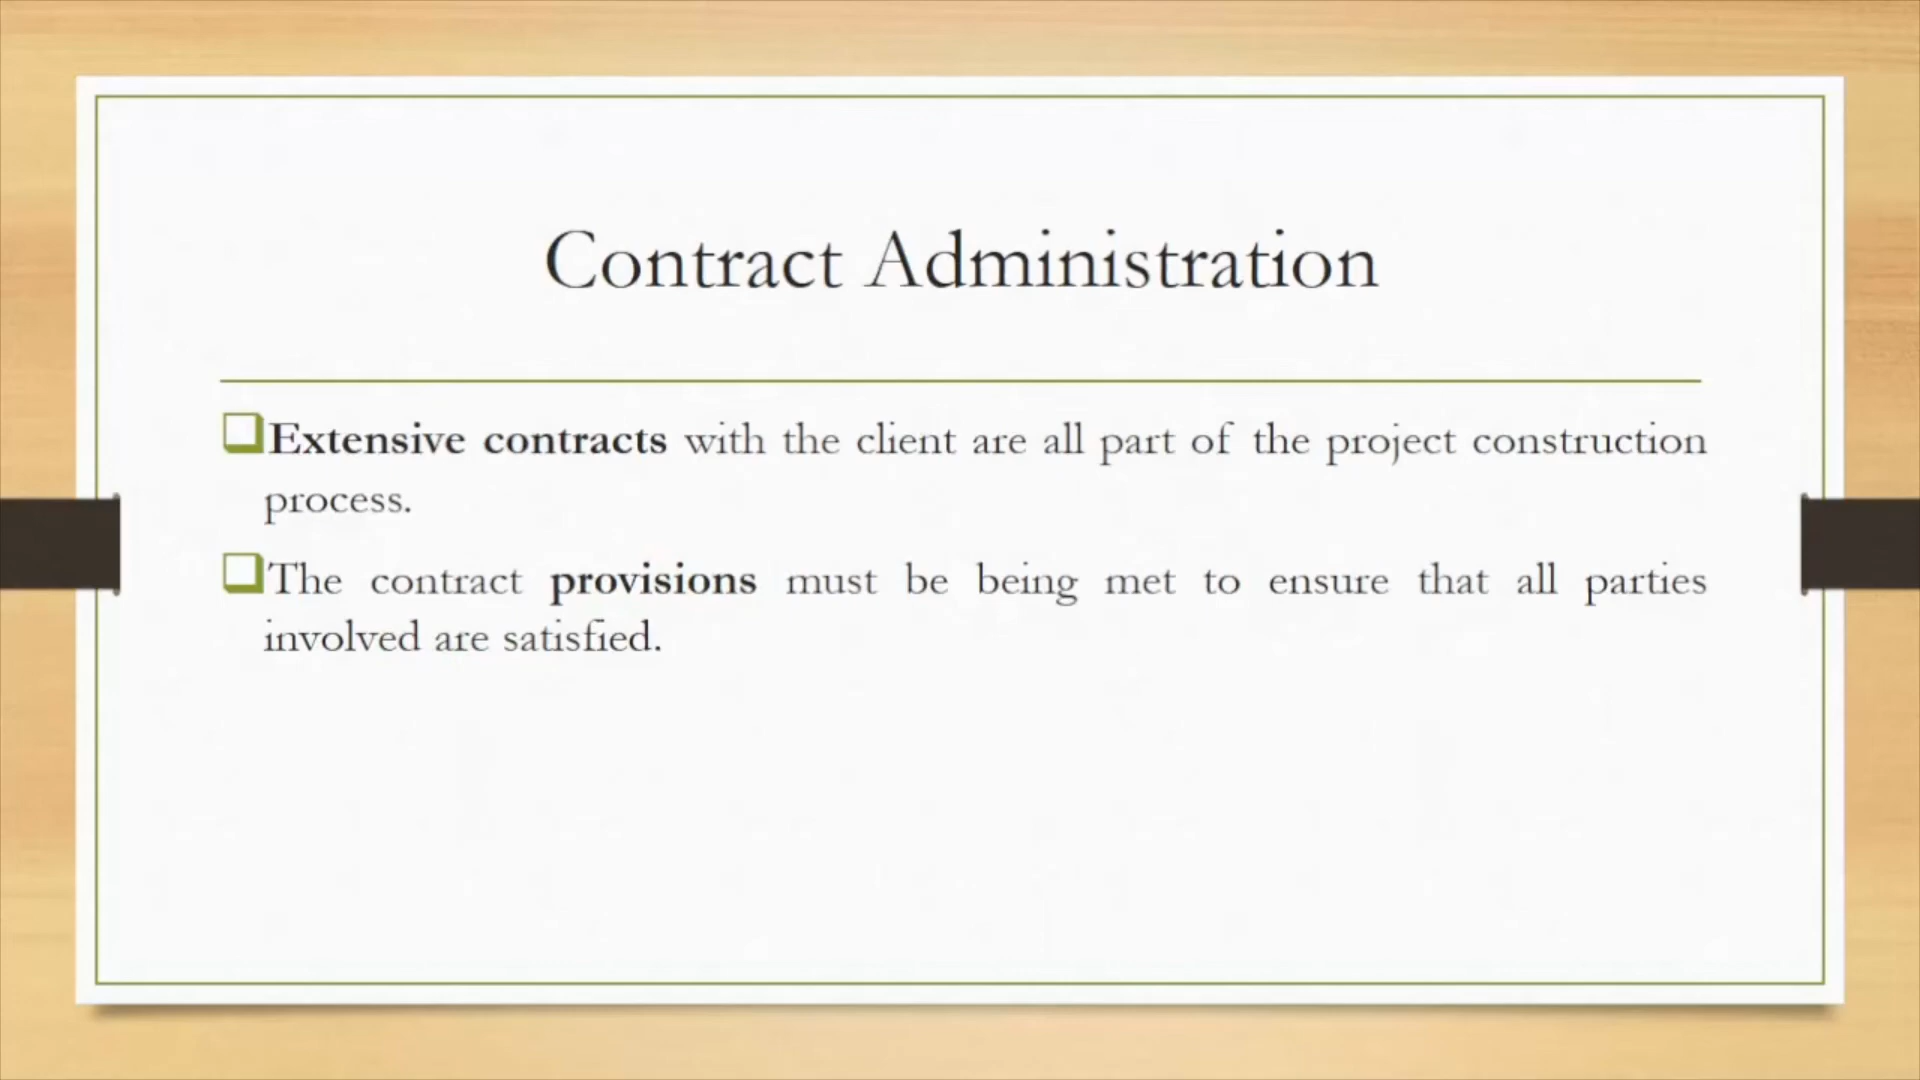 Contract Administration
Extensive contracts with the client are all part of the project construction
process.
The contract provisions must be being met to ensure that all parties
involved are satisfied.